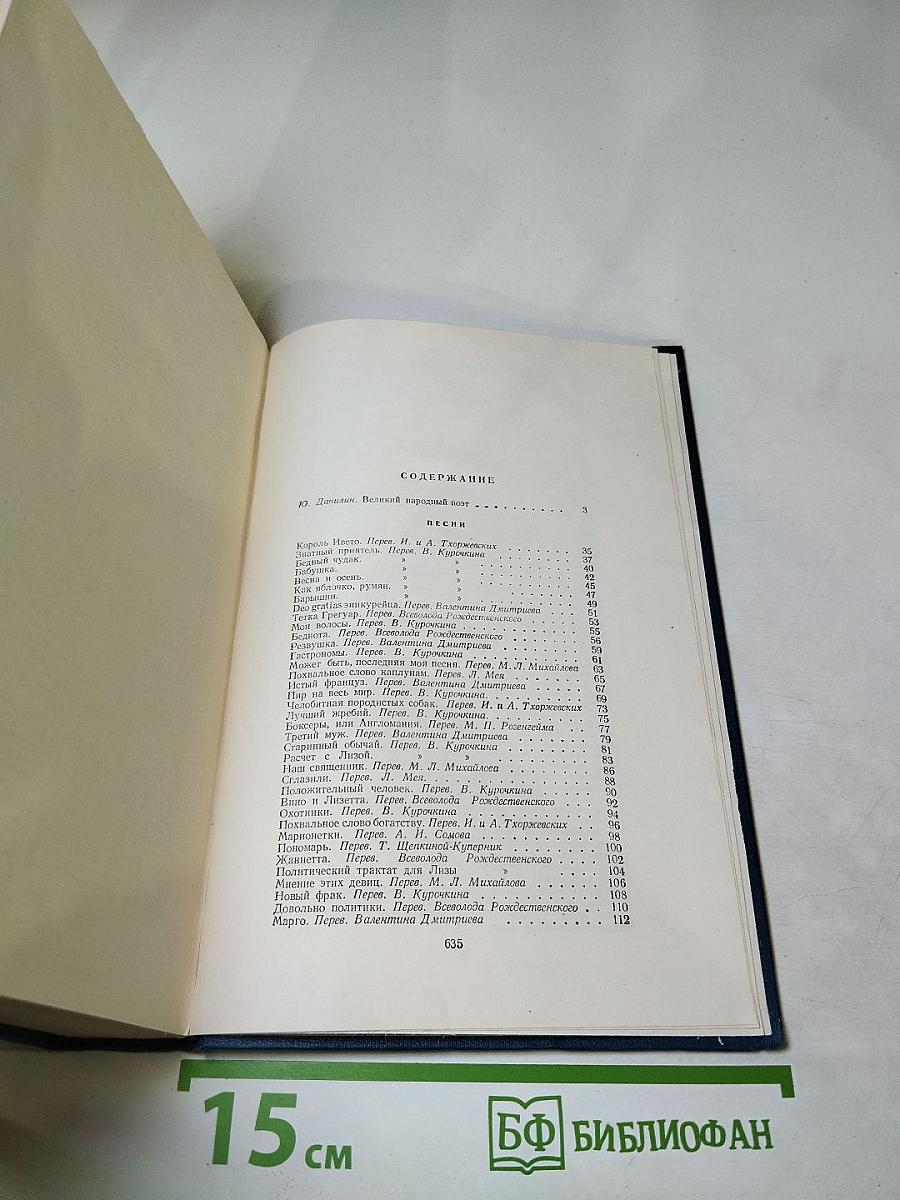 СОДЕРЖАНИЕ
Ю. Данилин. Великий народный поэт . . . . . . . . . . 3
ПЕСНИ
Король Ивето. Перев. И. и А. Тхоржевских . . . . . . . 35
Знатный приятель. Перев. В. Курочкина . . . . . . . . 37
Бедный чудак. » » . . . . . . . . 40
Бабушка. » » . . . . . . . . 42
Весна и осень. » » . . . . . . . . 45
Как яблочко, румян. » » . . . . . . . . 47
Барышни. » » . . . . . . . . 49
Deo gratias эпикурейца. Перев. Валентина Дмитриева . . . 51
Тетка Грегуар. Перев. Всеволода Рождественского . . . . 53
Мои волосы. Перев. В. Курочкина . . . . . . . . . . 55
Беднота. Перев. Всеволода Рождественского . . . . . . 56
Резвушка. Перев. Валентина Дмитриева . . . . . . . . 59
Гастрономы. Перев. В. Курочкина . . . . . . . . . . 61
Может быть, последняя моя песня. Перев. М. Л. Михайлова 63
Похвальное слово каплунам. Перев. Л. Мея . . . . . . . 65
Истый француз. Перев. Валентина Дмитриева . . . . . . 67
Пир на весь мир. Перев. В. Курочкина . . . . . . . . . 69
Челобитная породистых собак. Перев. И. и А. Тхоржевских 73
Лучший жребий. Перев. В. Курочкина . . . . . . . . . 75
Боксеры, или Англомания. Перев. М. П. Розенгейма . . . 77
Третий муж. Перев. Валентина Дмитриева . . . . . . . 79
Старинный обычай. Перев. В. Курочкина . . . . . . . . 81
Расчет с Лизой. » » . . . . . . . . 83
Наш священник. Перев. М. Л. Михайлова . . . . . . . . 86
Сглазили. Перев. Л. Мея . . . . . . . . . . . . . . 88
Положительный человек. Перев. В. Курочкина . . . . . . 90
Вино и Лизетта. Перев. Всеволода Рождественского . . . 92
Охотники. Перев. В. Курочкина . . . . . . . . . . . 94
Похвальное слово богатству. Перев. И. и А. Тхоржевских . . 96
Марионетки. Перев. А. И. Сомова . . . . . . . . . . 98
Пономарь. Перев. Т. Щепкиной-Куперник . . . . . . . . 100
Жаннетта. Перев. Всеволода Рождественского . . . . 102
Политический трактат для Лизы » . . . . . 104
Мнение этих девиц. Перев. М. Л. Михайлова . . . . . . 106
Новый фрак. Перев. В. Курочкина . . . . . . . . . . 108
Довольно политики. Перев. Всеволода Рождественского . . 110
Марго. Перев. Валентина Дмитриева . . . . . . . . 112
635
15 см
БФ БИБЛИОФАН